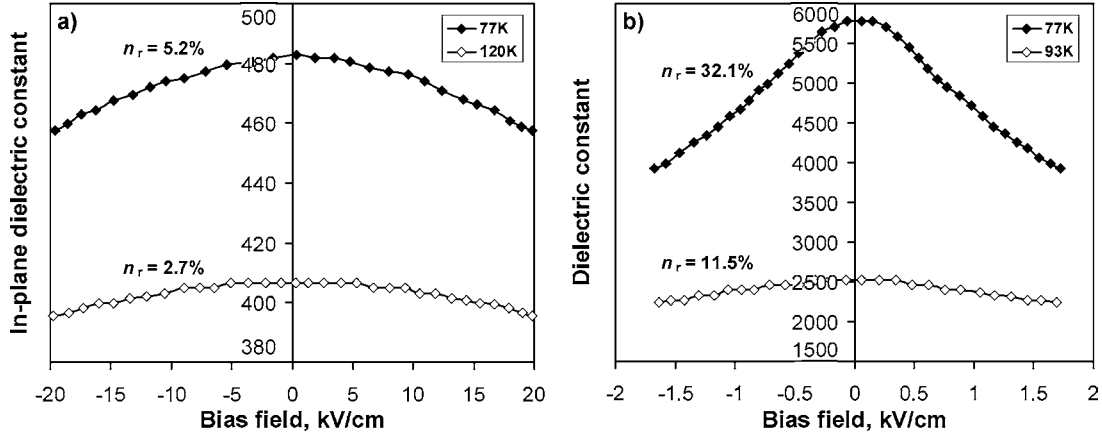 a)
In-plane dielectric constant
500
480
460
440
420
400
380
n r = 5.2%
n r = 2.7%
77K
120K
-20 -15 -10 -5 0 5 10 15 20
Bias field, kV/cm
b)
Dielectric constant
6000
5500
5000
4500
4000
3500
3000
2500
2000
1500
n r = 32.1%
n r = 11.5%
77K
93K
-2 -1.5 -1 -0.5 0 0.5 1 1.5 2
Bias field, kV/cm